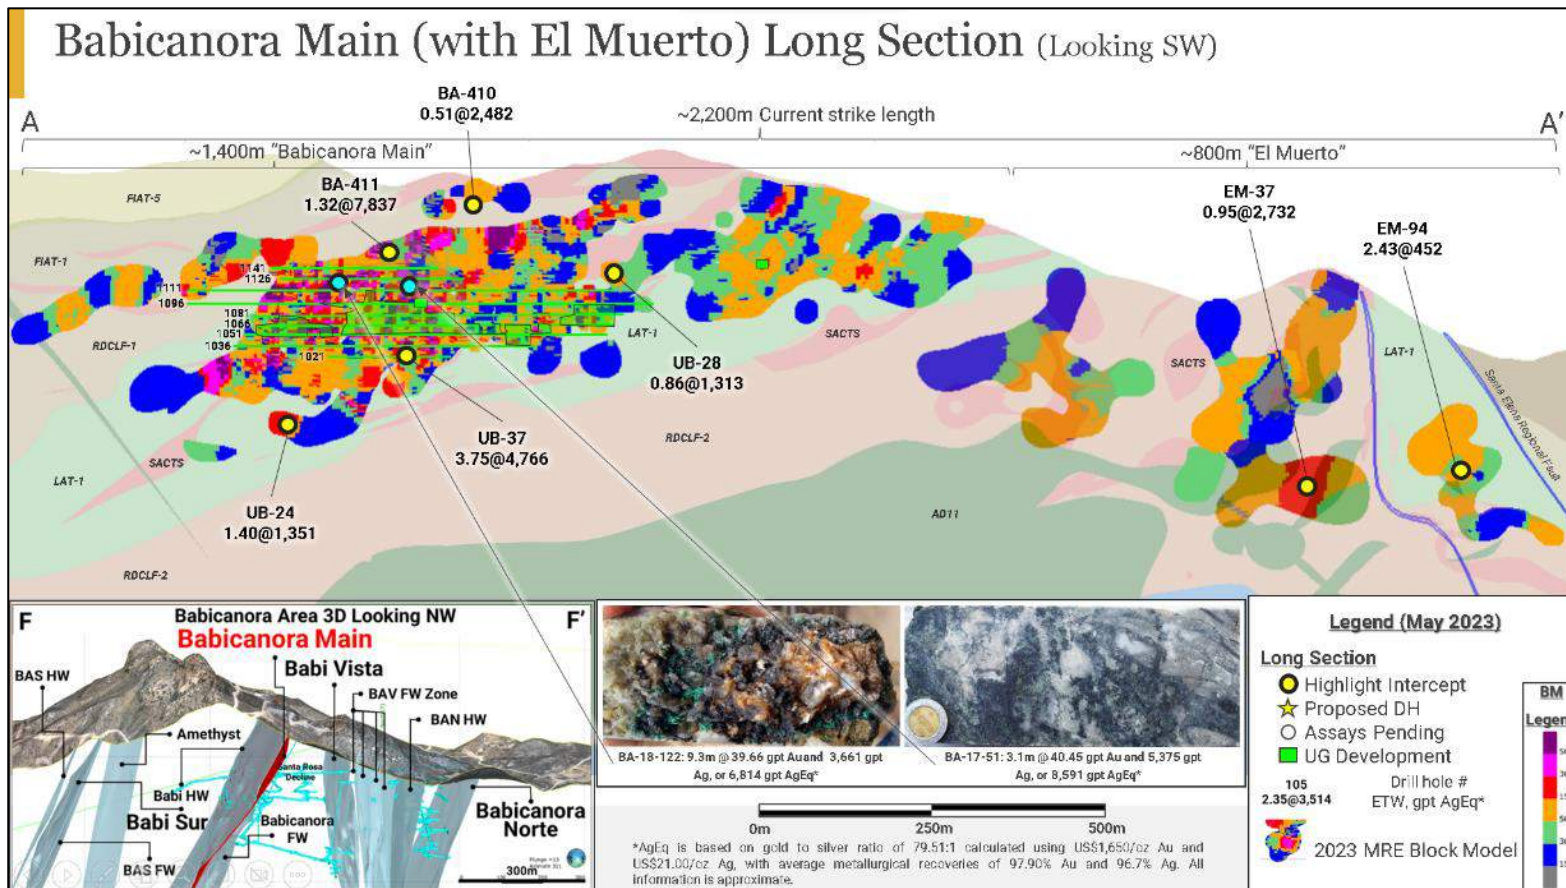 Babicanora Main (with El Muerto) Long Section (Looking SW)
A
A'
~2,200m Current strike length
~1,400m "Babicanora Main"
~800m "El Muerto"
BA-410
0.51@2,482
BA-411
1.32@7,837
EM-37
0.95@2,732
EM-94
2.43@452
UB-28
0.86@1,313
UB-37
3.75@4,766
UB-24
1.40@1,351
FIAT-5
FIAT-1
RDCLF-1
LAT-1
SACTS
RDCLF-2
LAT-1
SACTS
RDCLF-2
AD11
SACTS
LAT-1
Santa Elena Regional Fault
1141
1126
1111
1096
1081
1066
1051
1036
1021
F
Babicanora Area 3D Looking NW
F'
Babicanora Main
Babi Vista
BAS HW
BAV FW Zone
BAN HW
Amethyst
Santa Rosa
Decline
Babi HW
Babi Sur
Babicanora
FW
Babicanora
Norte
BAS FW
300m
BA-18-122: 9.3m @ 39.66 gpt Au and 3,661 gpt
Ag, or 6,814 gpt AgEq*
BA-17-51: 3.1m @ 40.45 gpt Au and 5,375 gpt
Ag, or 8,591 gpt AgEq*
0m
250m
500m
*AgEq is based on gold to silver ratio of 79.51:1 calculated using US$1,650/oz Au and
US$21.00/oz Ag, with average metallurgical recoveries of 97.90% Au and 96.7% Ag. All
information is approximate.
Legend (May 2023)
Long Section
Highlight Intercept
Proposed DH
Assays Pending
UG Development
105
2.35@3,514
Drill hole #
ETW, gpt AgEq*
2023 MRE Block Model
BM
Legen